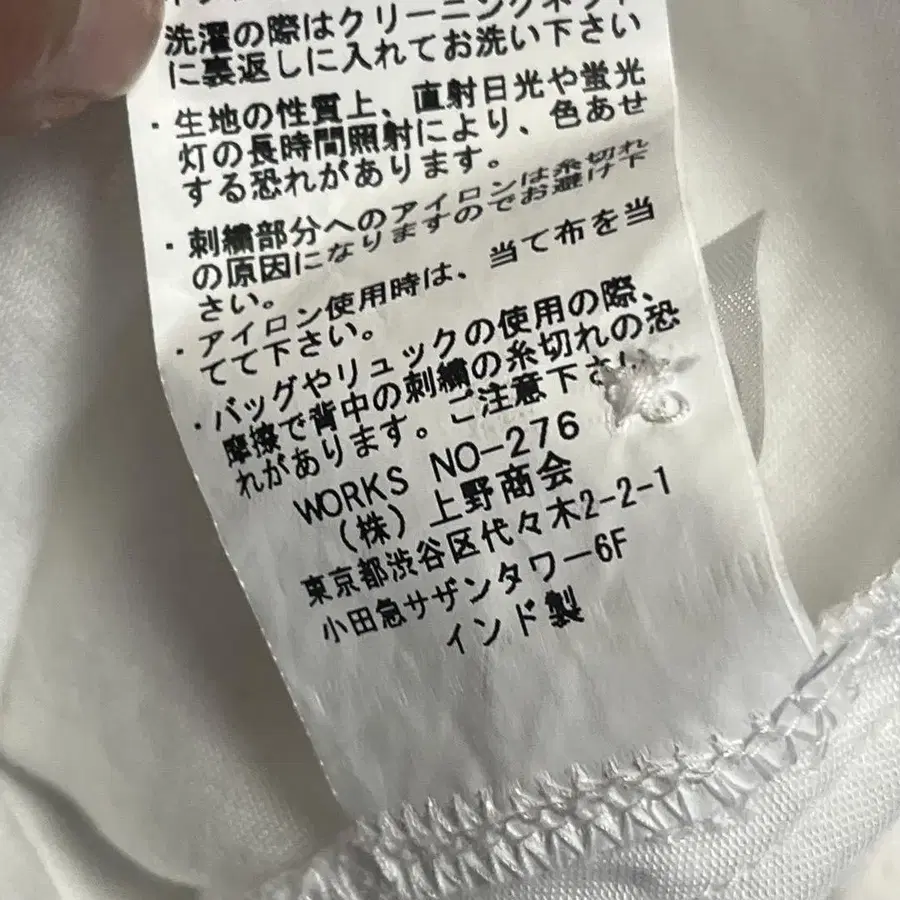 洗濯の際はクリーニングネット
に裏返しに入れてお洗い下さい
・生地の性質上、直射日光や蛍光
灯の長時間照射により、色あせ
する恐れがあります。
・刺繍部分へのアイロンは糸切れ
の原因になりますのでお避け下
さい。
・アイロン使用時は、当て布を当
てて下さい。
・バッグやリュックの使用の際、
摩擦で背中の刺繍の糸切れの恐
れがあります。ご注意下さい
WORKS NO-276
(株)上野商会
東京都渋谷区代々木2-2-1
小田急サザンタワー6F
インド製